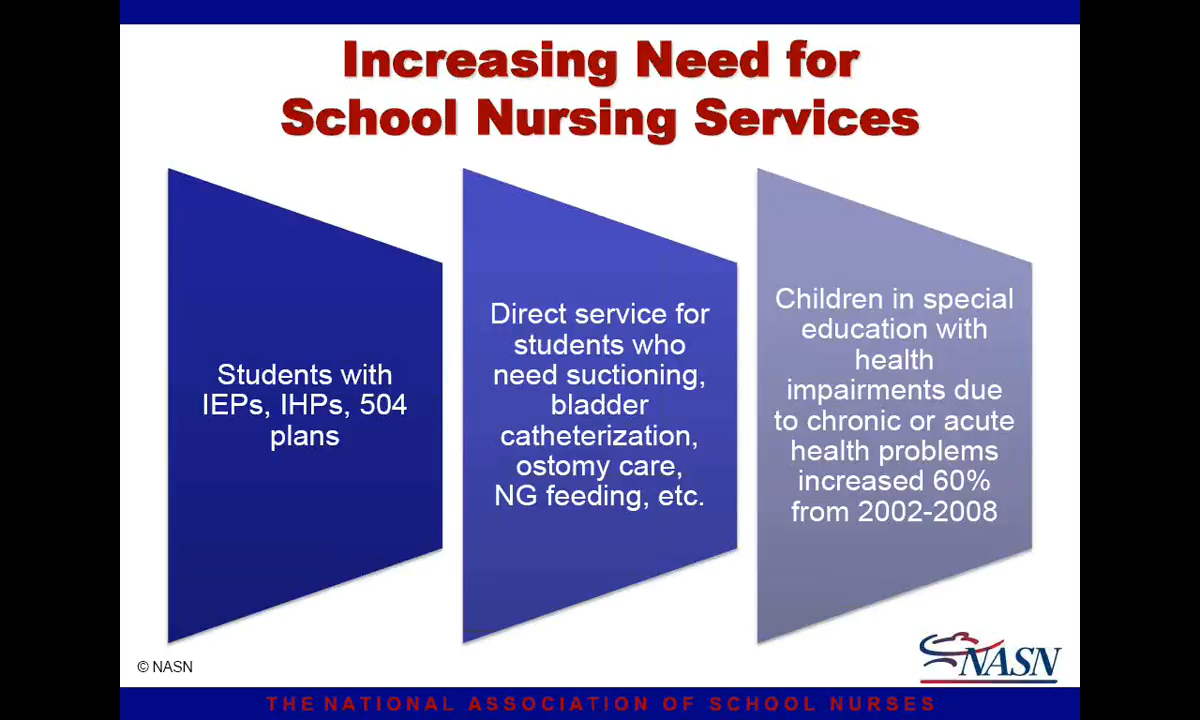 Increasing Need for
School Nursing Services
Students with
IEPs, IHPs, 504
plans
Direct service for
students who
need suctioning,
bladder
catheterization,
ostomy care,
NG feeding, etc.
Children in special
education with
health
impairments due
to chronic or acute
health problems
increased 60%
from 2002-2008
© NASN
NASN
THE NATIONAL ASSOCIATION OF SCHOOL NURSES